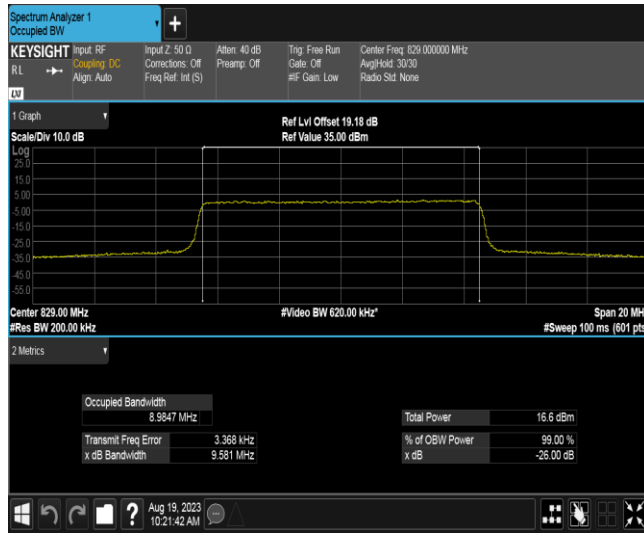 Spectrum Analyzer 1
Occupied BW
+
KEYSIGHT Input: RF Input Z: 50 Ω Atten: 40 dB Trig: Free Run Center Freq: 829.000000 MHz
RL Coupling: DC Corrections: Off Preamp: Off Gate: Off Avg|Hold: 30/30
Align: Auto Freq Ref: Int (S) #IF Gain: Low Radio Std: None
LXI
1 Graph
Ref Lvl Offset 19.18 dB
Scale/Div 10.0 dB Ref Value 35.00 dBm
Log
25.0
15.0
5.00
-5.00
-15.0
-25.0
-35.0
-45.0
-55.0
Center 829.00 MHz #Video BW 620.00 kHz* Span 20 MH
#Res BW 200.00 kHz #Sweep 100 ms (601 pts
2 Metrics
Occupied Bandwidth
8.9847 MHz Total Power 16.6 dBm
Transmit Freq Error 3.368 kHz % of OBW Power 99.00 %
x dB Bandwidth 9.581 MHz x dB -26.00 dB
? Aug 19, 2023
10:21:42 AM